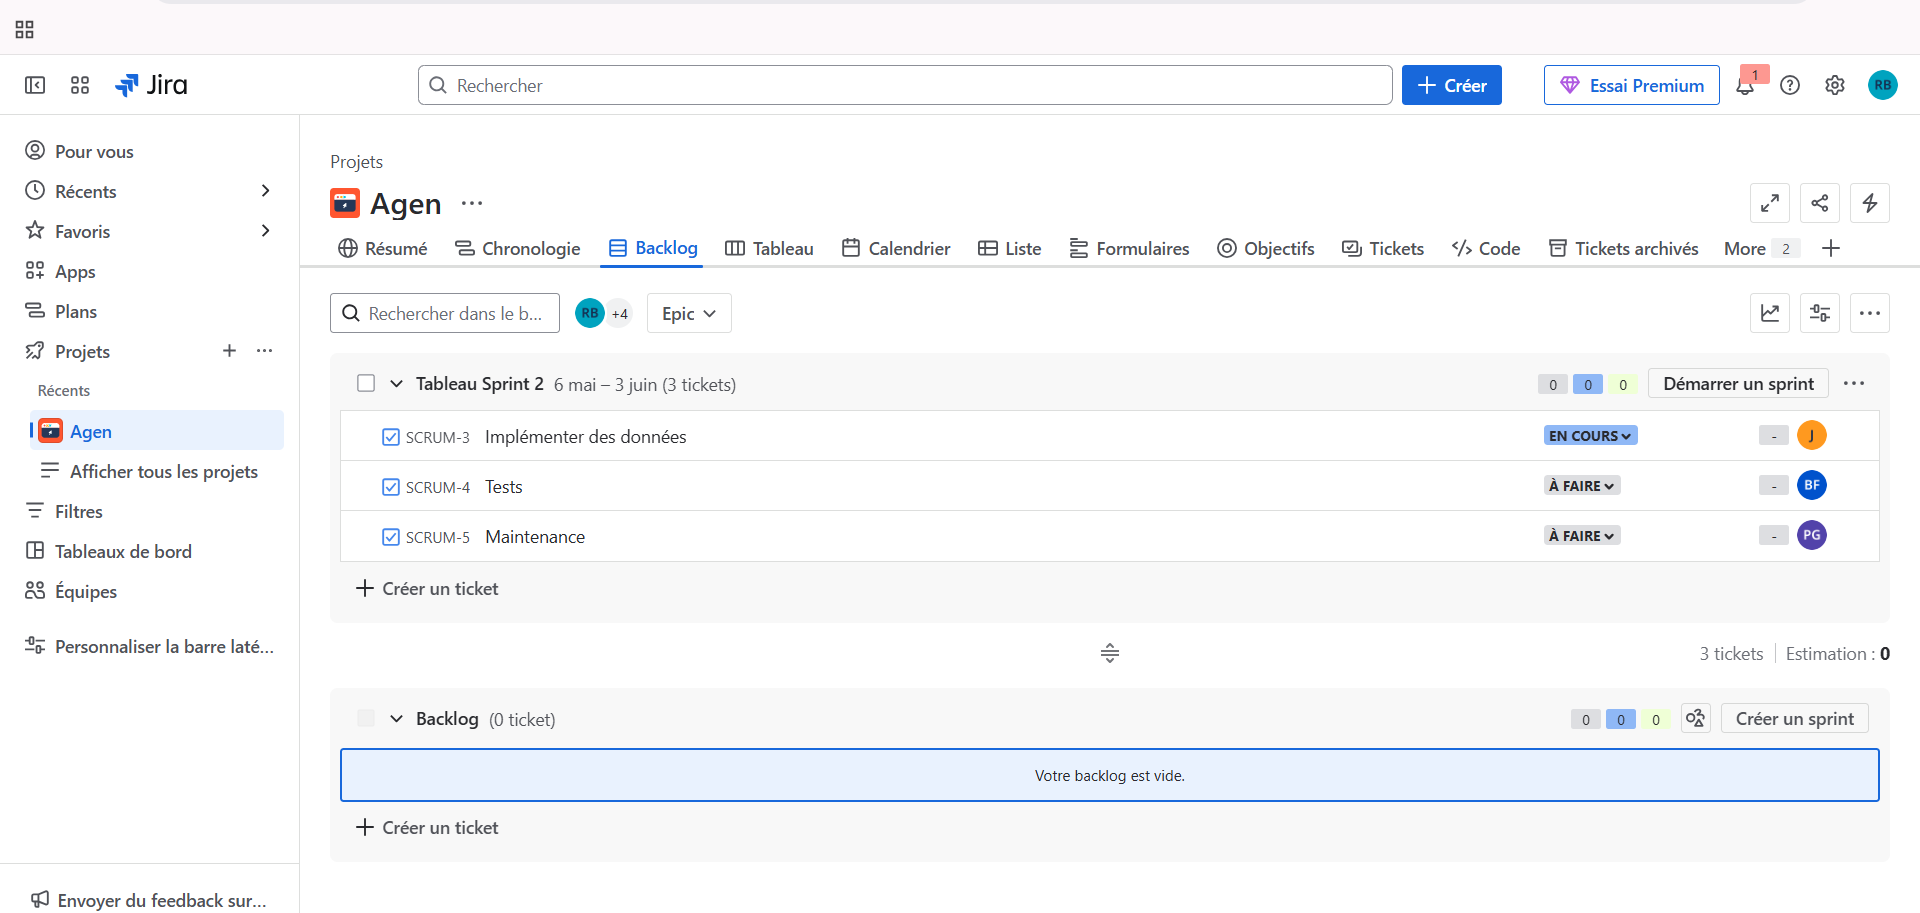 Jira
Rechercher
Créer
Essai Premium
1
RB
Pour vous
Récents
Favoris
Apps
Plans
Projets
Récents
Agen
Afficher tous les projets
Filtres
Tableaux de bord
Équipes
Personnaliser la barre laté...
Envoyer du feedback sur...
Projets
Agen
Résumé
Chronologie
Backlog
Tableau
Calendrier
Liste
Formulaires
Objectifs
Tickets
Code
Tickets archivés
More 2
Rechercher dans le b...
RB +4
Epic
Tableau Sprint 2 6 mai – 3 juin (3 tickets)
0 0 0
Démarrer un sprint
SCRUM-3 Implémenter des données EN COURS - J
SCRUM-4 Tests À FAIRE - BF
SCRUM-5 Maintenance À FAIRE - PG
Créer un ticket
3 tickets Estimation : 0
Backlog (0 ticket)
0 0 0
Créer un sprint
Votre backlog est vide.
Créer un ticket